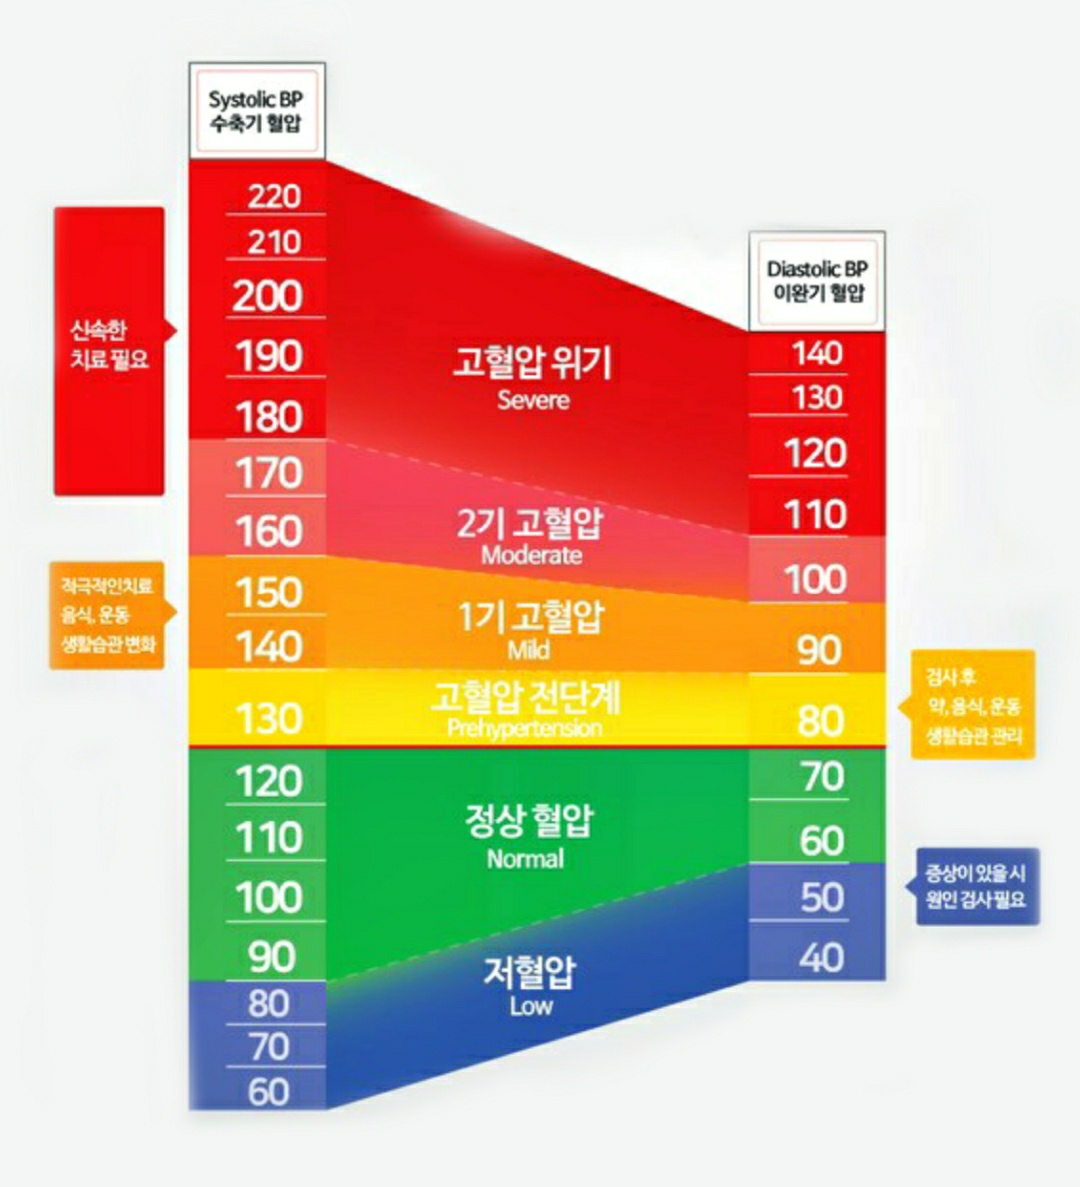 Systolic BP
수축기 혈압
220
210
200
190
180
170
160
150
140
130
120
110
100
90
80
70
60
신속한
치료 필요
적극적인치료
음식, 운동
생활습관 변화
고혈압 위기
Severe
2기 고혈압
Moderate
1기 고혈압
Mild
고혈압 전단계
Prehypertension
정상 혈압
Normal
저혈압
Low
Diastolic BP
이완기 혈압
140
130
120
110
100
90
80
70
60
50
40
검사 후
약, 음식, 운동
생활습관 관리
증상이 있을 시
원인 검사 필요